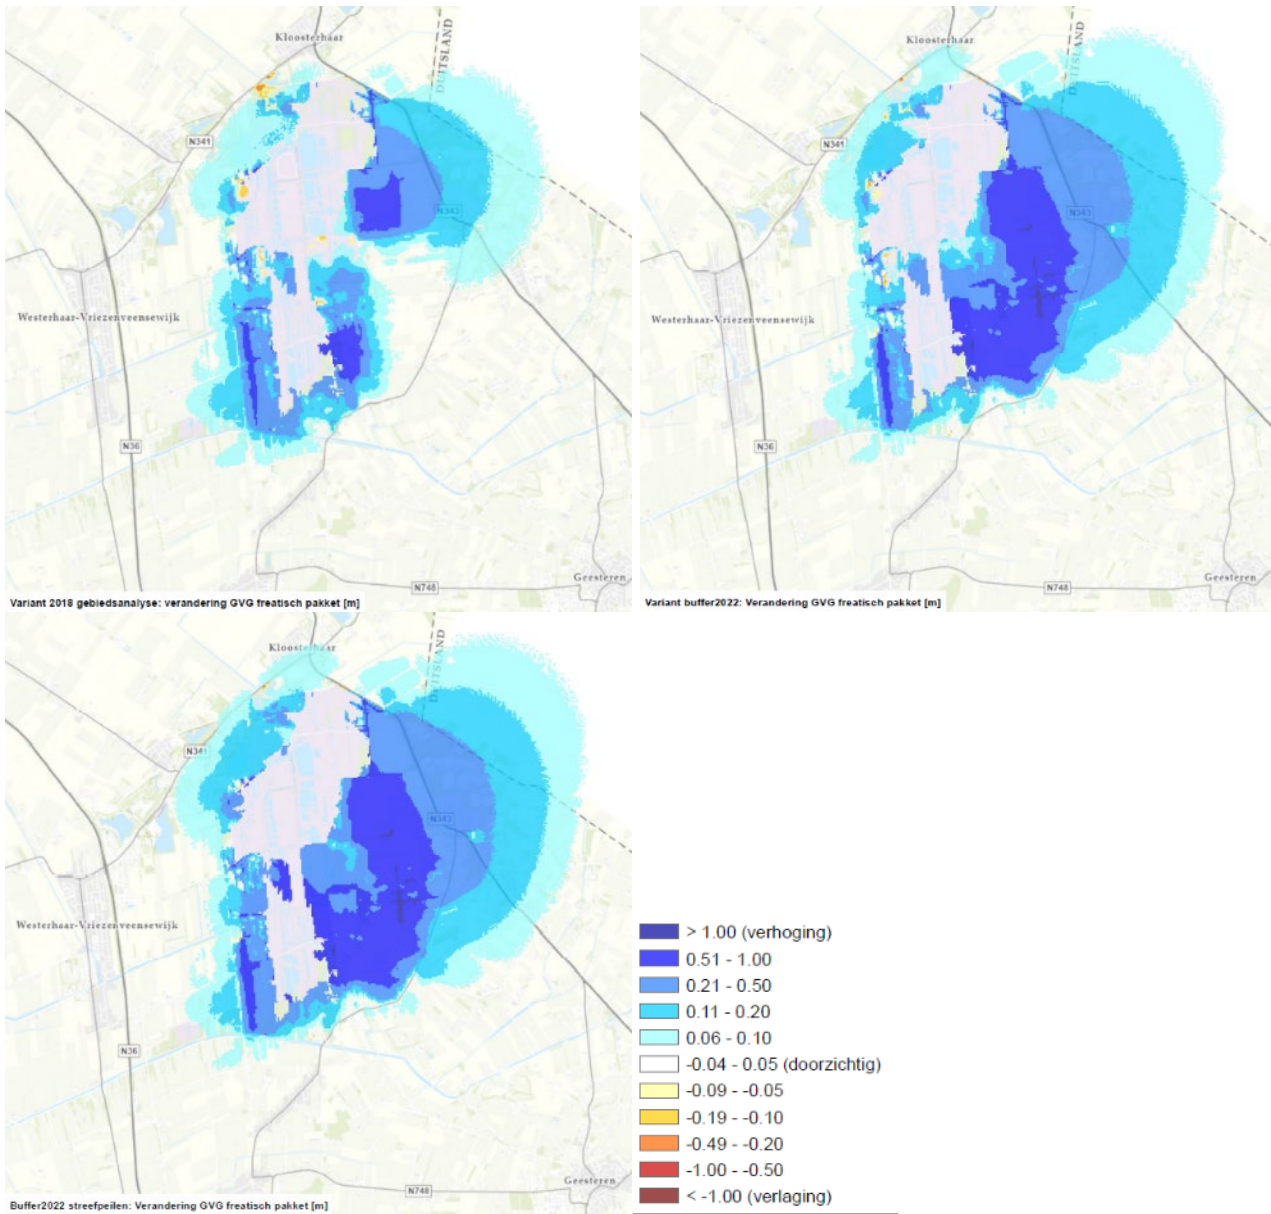 Kloosterhaar
DUITSLAND
N341
N343
Westerhaar-Vriezenveensewijk
N36
Geesteren
N748
Variant 2018 gebiedsanalyse: verandering GVG freatisch pakket [m]
Kloosterhaar
DUITSLAND
N341
N343
Westerhaar-Vriezenveensewijk
N36
Geesteren
N748
Variant buffer2022: Verandering GVG freatisch pakket [m]
Kloosterhaar
DUITSLAND
N341
N343
Westerhaar-Vriezenveensewijk
N36
Geesteren
N748
Buffer2022 streefpeilen: Verandering GVG freatisch pakket [m]
> 1.00 (verhoging)
0.51 - 1.00
0.21 - 0.50
0.11 - 0.20
0.06 - 0.10
-0.04 - 0.05 (doorzichtig)
-0.09 - -0.05
-0.19 - -0.10
-0.49 - -0.20
-1.00 - -0.50
< -1.00 (verlaging)